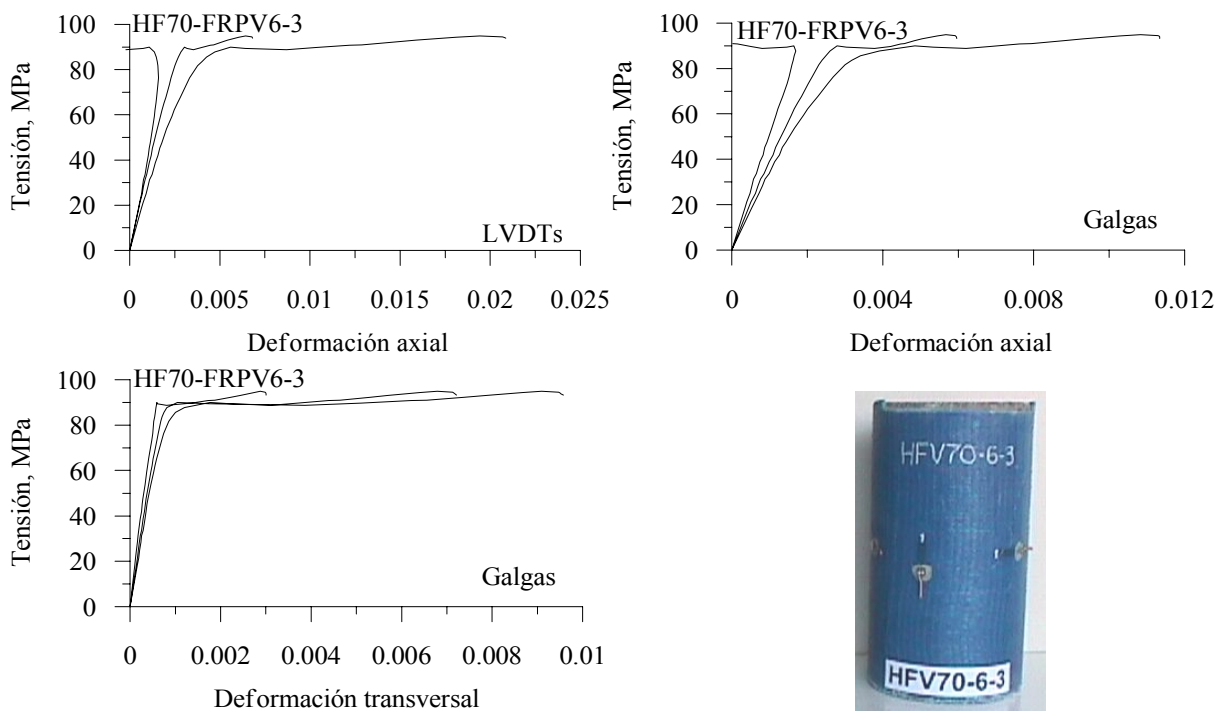 HF70-FRPV6-3
100
80
60
40
20
0
Tensión, MPa
LVDTs
0 0.005 0.01 0.015 0.02 0.025
Deformación axial
HF70-FRPV6-3
100
80
60
40
20
0
Tensión, MPa
Galgas
0 0.004 0.008 0.012
Deformación axial
HF70-FRPV6-3
100
80
60
40
20
0
Tensión, MPa
Galgas
0 0.002 0.004 0.006 0.008 0.01
Deformación transversal
HFV70-6-3
HFV70-6-3